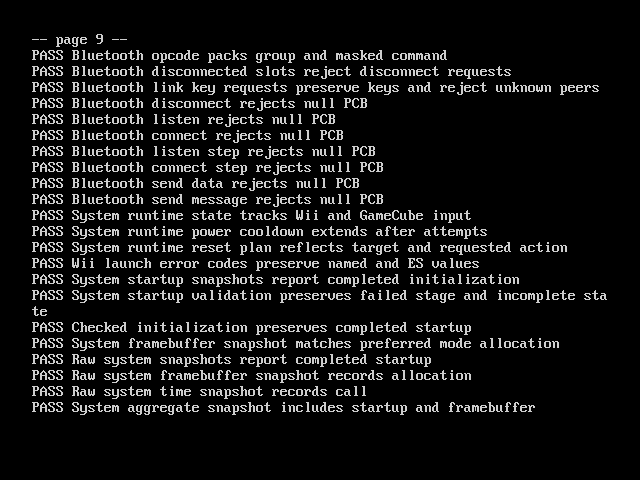 -- page 9 --
PASS Bluetooth opcode packs group and masked command
PASS Bluetooth disconnected slots reject disconnect requests
PASS Bluetooth link key requests preserve keys and reject unknown peers
PASS Bluetooth disconnect rejects null PCB
PASS Bluetooth listen rejects null PCB
PASS Bluetooth connect rejects null PCB
PASS Bluetooth listen step rejects null PCB
PASS Bluetooth connect step rejects null PCB
PASS Bluetooth send data rejects null PCB
PASS Bluetooth send message rejects null PCB
PASS System runtime state tracks Wii and GameCube input
PASS System runtime power cooldown extends after attempts
PASS System runtime reset plan reflects target and requested action
PASS Wii launch error codes preserve named and ES values
PASS System startup snapshots report completed initialization
PASS System startup validation preserves failed stage and incomplete sta
te
PASS Checked initialization preserves completed startup
PASS System framebuffer snapshot matches preferred mode allocation
PASS Raw system snapshots report completed startup
PASS Raw system framebuffer snapshot records allocation
PASS Raw system time snapshot records call
PASS System aggregate snapshot includes startup and framebuffer